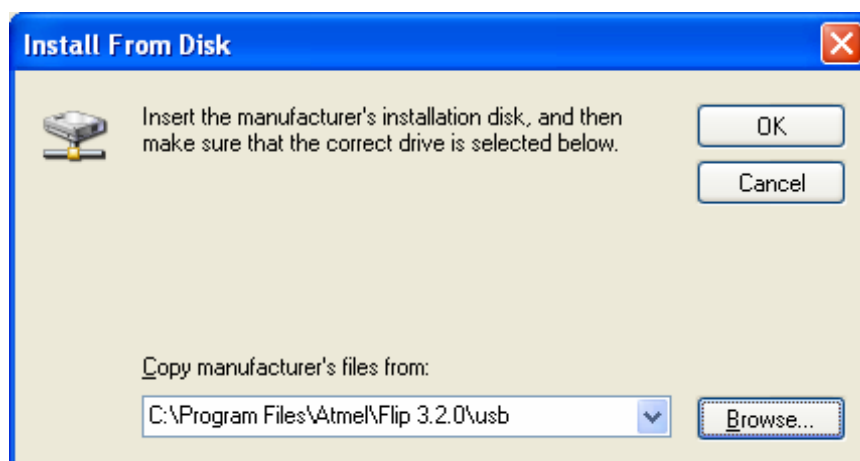 Install From Disk
Insert the manufacturer's installation disk, and then
make sure that the correct drive is selected below.
OK
Cancel
Copy manufacturer's files from:
C:\Program Files\Atmel\Flip 3.2.0\usb
Browse...